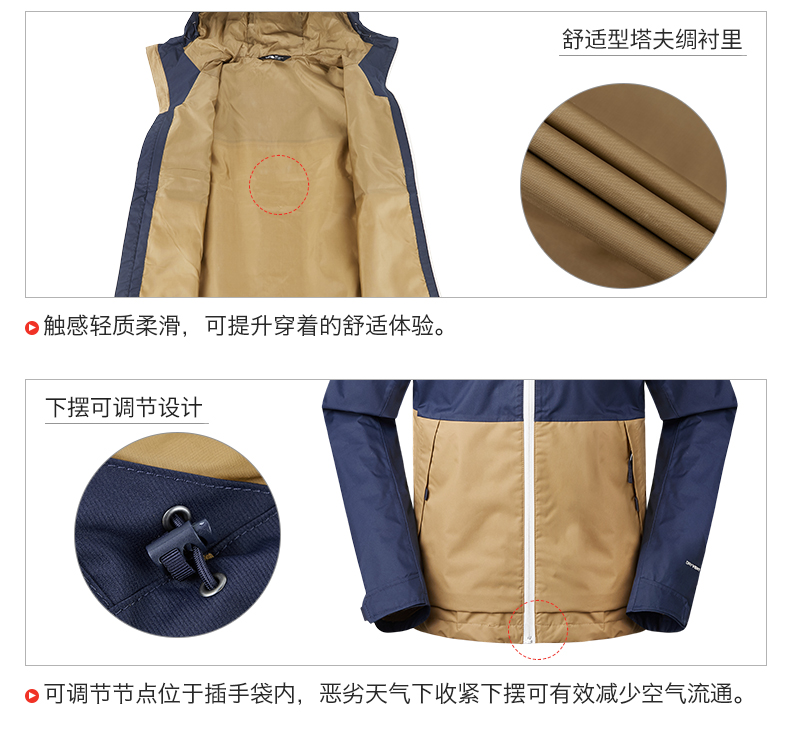 舒适型塔夫绸衬里
触感轻质柔滑，可提升穿着的舒适体验。
下摆可调节设计
可调节节点位于插手袋内，恶劣天气下收紧下摆可有效减少空气流通。